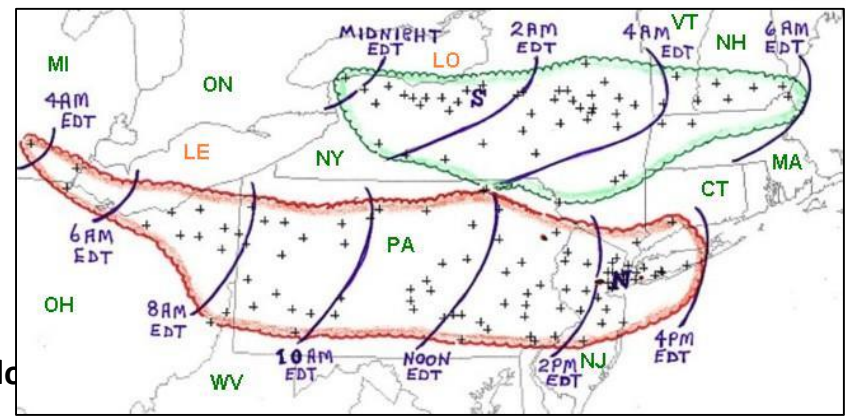 MIDNIGHT
EDT
LO
2AM
EDT
4AM
EDT
VT
NH
6AM
EDT
MI
ON
4AM
EDT
S
LE
NY
MA
CT
6AM
EDT
PA
N
OH
8AM
EDT
10AM
EDT
NOON
EDT
2PM
EDT
NJ
4PM
EDT
WV